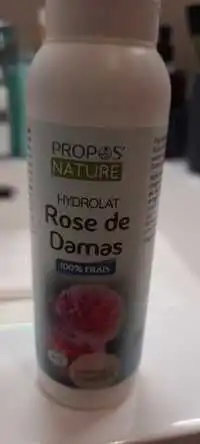 PROPOS'
NATURE
HYDROLAT
Rose de
Damas
100% FRAIS